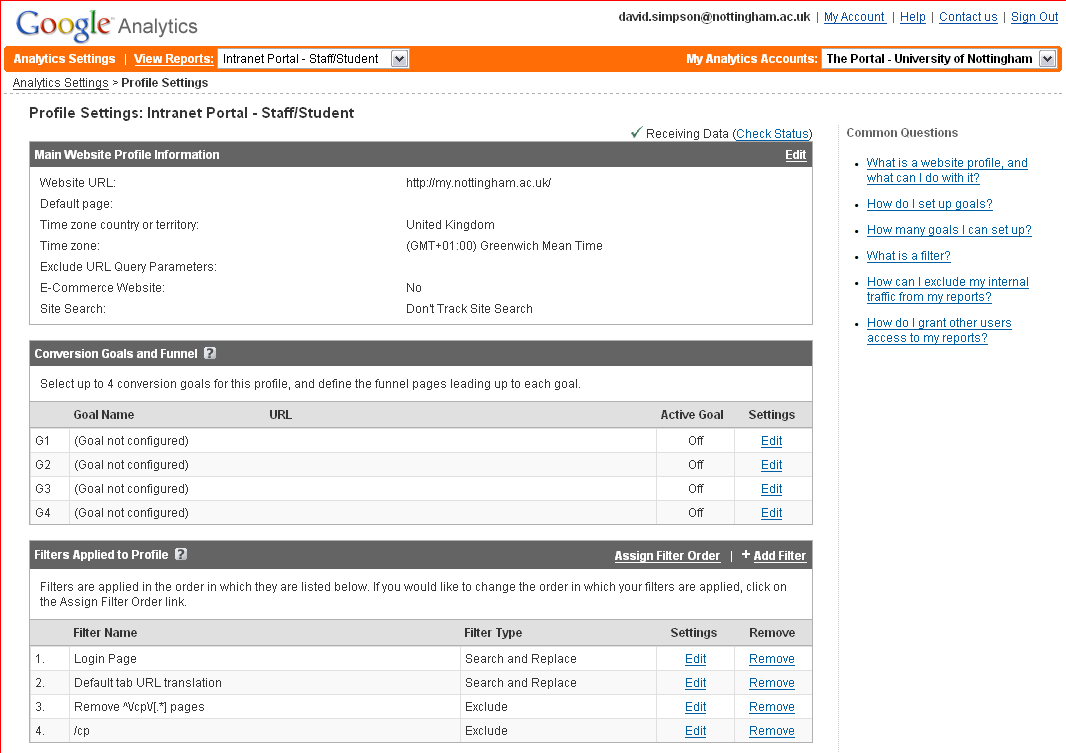 Google Analytics
david.simpson@nottingham.ac.uk | My Account | Help | Contact us | Sign Out
Analytics Settings | View Reports: Intranet Portal - Staff/Student My Analytics Accounts: The Portal - University of Nottingham
Analytics Settings > Profile Settings
Profile Settings: Intranet Portal - Staff/Student
✓ Receiving Data (Check Status)
Main Website Profile Information Edit
Website URL: http://my.nottingham.ac.uk/
Default page:
Time zone country or territory: United Kingdom
Time zone: (GMT+01:00) Greenwich Mean Time
Exclude URL Query Parameters:
E-Commerce Website: No
Site Search: Don't Track Site Search
Conversion Goals and Funnel ?
Select up to 4 conversion goals for this profile, and define the funnel pages leading up to each goal.
Goal Name URL Active Goal Settings
G1 (Goal not configured) Off Edit
G2 (Goal not configured) Off Edit
G3 (Goal not configured) Off Edit
G4 (Goal not configured) Off Edit
Filters Applied to Profile ? Assign Filter Order | + Add Filter
Filters are applied in the order in which they are listed below. If you would like to change the order in which your filters are applied, click on
the Assign Filter Order link.
Filter Name Filter Type Settings Remove
1. Login Page Search and Replace Edit Remove
2. Default tab URL translation Search and Replace Edit Remove
3. Remove ^\/cp\/[.*] pages Exclude Edit Remove
4. /cp Exclude Edit Remove
Common Questions
• What is a website profile, and
what can I do with it?
• How do I set up goals?
• How many goals I can set up?
• What is a filter?
• How can I exclude my internal
traffic from my reports?
• How do I grant other users
access to my reports?